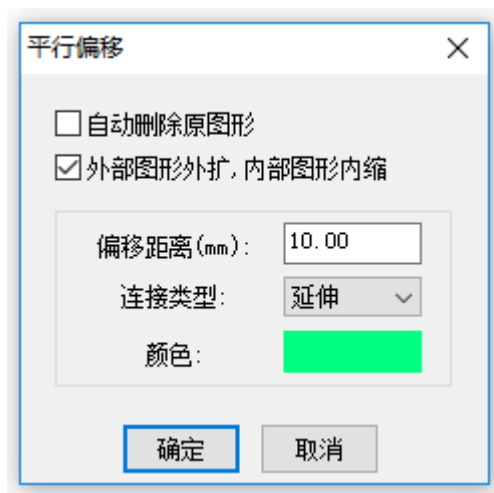 平行偏移
自动删除原图形
外部图形外扩,内部图形内缩
偏移距离(mm): 10.00
连接类型: 延伸
颜色:
确定 取消